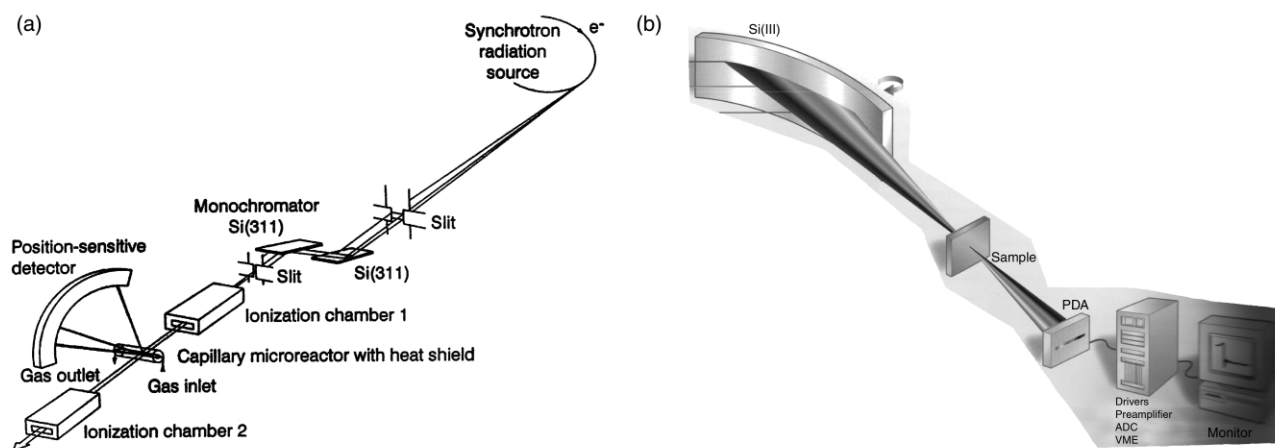 (a)
Synchrotron
radiation
source
e-
Slit
Monochromator
Si(311)
Si(311)
Slit
Position-sensitive
detector
Ionization chamber 1
Capillary microreactor with heat shield
Gas outlet
Gas inlet
Ionization chamber 2
(b)
Si(III)
Sample
PDA
Drivers
Preamplifier
ADC
VME
Monitor